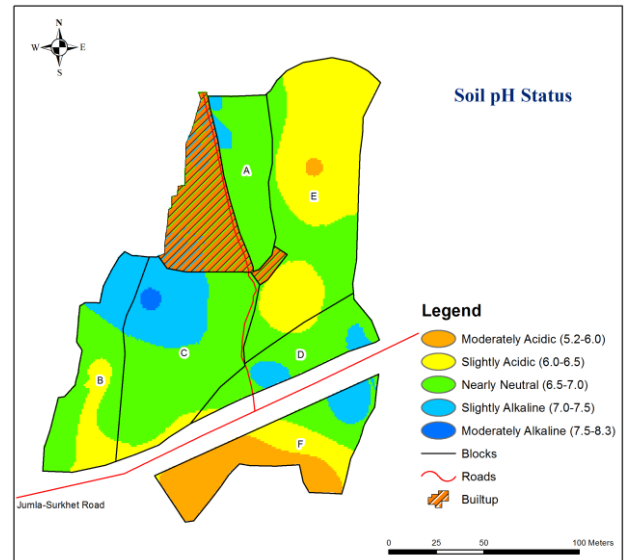 N
W E
S
Soil pH Status
A
E
C
B
D
F
Legend
Moderately Acidic (5.2-6.0)
Slightly Acidic (6.0-6.5)
Nearly Neutral (6.5-7.0)
Slightly Alkaline (7.0-7.5)
Moderately Alkaline (7.5-8.3)
Blocks
Roads
Builtup
Jumla-Surkhet Road
0 25 50 100 Meters